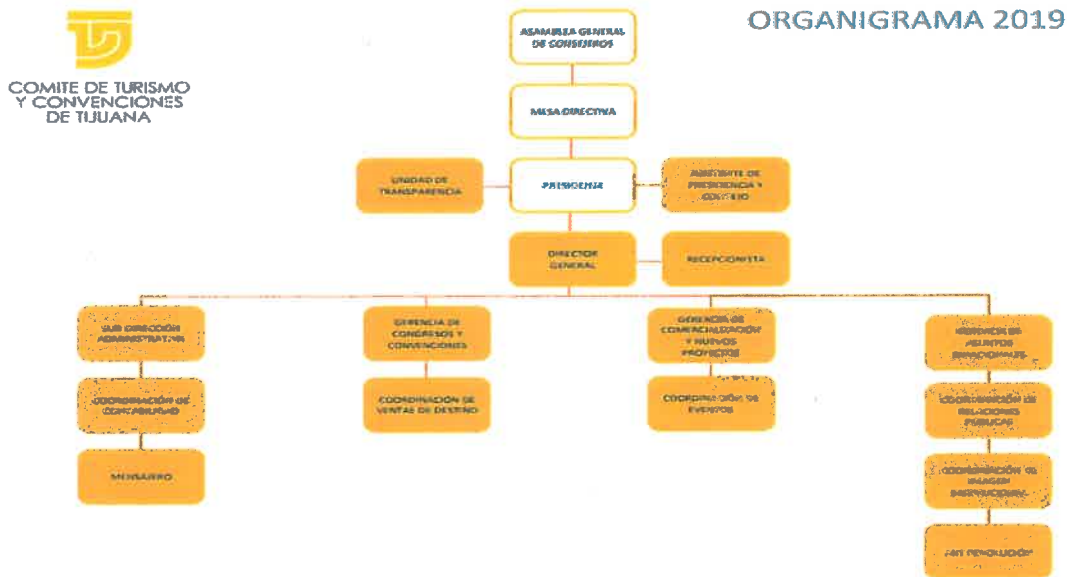 ORGANIGRAMA 2019
COMITE DE TURISMO
Y CONVENCIONES
DE TIJUANA
ASAMBLEA GENERAL
DE CONSEJEROS
MESA DIRECTIVA
UNIDAD DE
TRANSPARENCIA
PRESIDENTE
ASISTENTE DE
PRESIDENCIA Y
CONSEJO
DIRECTOR
GENERAL
RECEPCIONISTA
SUB DIRECCIÓN
ADMINISTRATIVA
GERENCIA DE
CONGRESOS Y
CONVENCIONES
GERENCIA DE
COMERCIALIZACIÓN
Y NUEVOS
PROYECTOS
GERENCIA DE
ASUNTOS
BINACIONALES
COORDINACIÓN DE
CONTABILIDAD
COORDINACIÓN DE
VENTAS DE DESTINO
COORDINACIÓN DE
EVENTOS
COORDINACIÓN DE
RELACIONES
PUBLICAS
MENSAJERO
COORDINACIÓN DE
IMAGEN
INSTITUCIONAL
REVOLUCIÓN